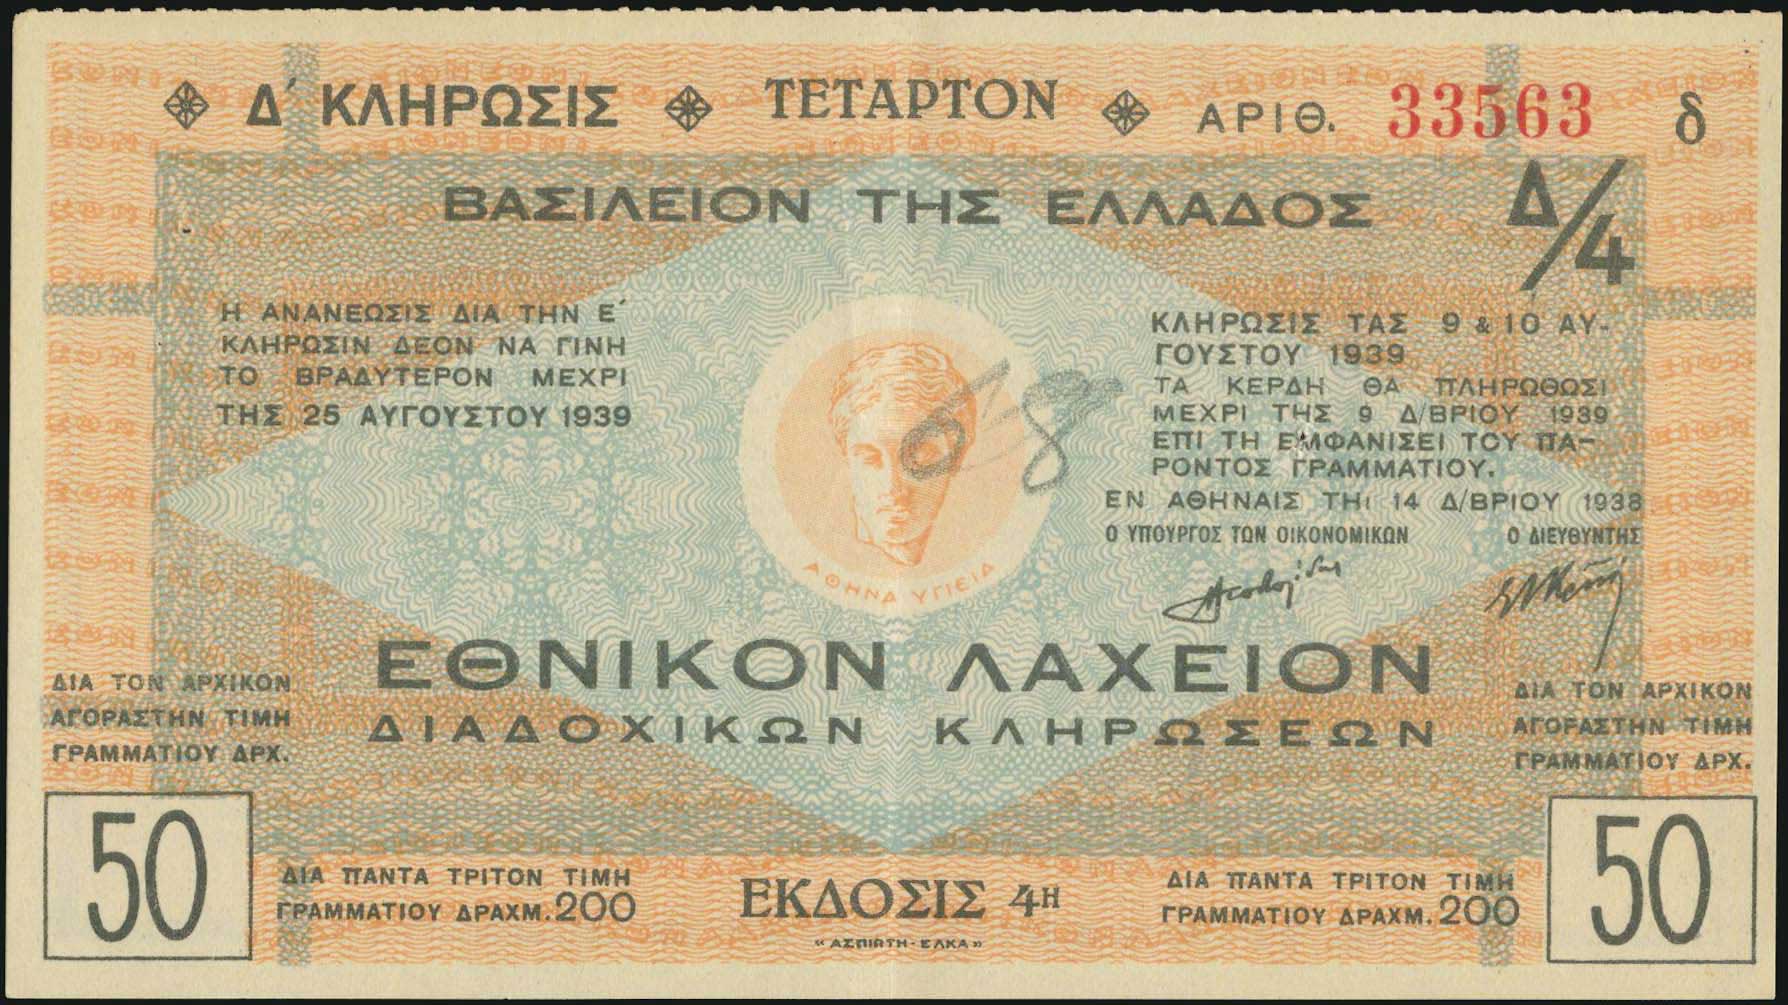 Δ΄ ΚΛΗΡΩΣΙΣ ΤΕΤΑΡΤΟΝ ΑΡΙΘ. 33563 δ
ΒΑΣΙΛΕΙΟΝ ΤΗΣ ΕΛΛΑΔΟΣ Δ/4
Η ΑΝΑΝΕΩΣΙΣ ΔΙΑ ΤΗΝ Ε΄
ΚΛΗΡΩΣΙΝ ΔΕΟΝ ΝΑ ΓΙΝΗ
ΤΟ ΒΡΑΔΥΤΕΡΟΝ ΜΕΧΡΙ
ΤΗΣ 25 ΑΥΓΟΥΣΤΟΥ 1939
ΑΘΗΝΑ ΥΓΙΕΙΑ
ΚΛΗΡΩΣΙΣ ΤΑΣ 9 & 10 ΑΥ-
ΓΟΥΣΤΟΥ 1939
ΤΑ ΚΕΡΔΗ ΘΑ ΠΛΗΡΩΘΩΣΙ
ΜΕΧΡΙ ΤΗΣ 9 Δ/ΒΡΙΟΥ 1939
ΕΠΙ ΤΗ ΕΜΦΑΝΙΣΕΙ ΤΟΥ ΠΑ-
ΡΟΝΤΟΣ ΓΡΑΜΜΑΤΙΟΥ.
ΕΝ ΑΘΗΝΑΙΣ ΤΗι 14 Δ/ΒΡΙΟΥ 1938
Ο ΥΠΟΥΡΓΟΣ ΤΩΝ ΟΙΚΟΝΟΜΙΚΩΝ Ο ΔΙΕΥΘΥΝΤΗΣ
ΕΘΝΙΚΟΝ ΛΑΧΕΙΟΝ
ΔΙΑΔΟΧΙΚΩΝ ΚΛΗΡΩΣΕΩΝ
ΔΙΑ ΤΟΝ ΑΡΧΙΚΟΝ
ΑΓΟΡΑΣΤΗΝ ΤΙΜΗ
ΓΡΑΜΜΑΤΙΟΥ ΔΡΧ.
50
ΔΙΑ ΤΟΝ ΑΡΧΙΚΟΝ
ΑΓΟΡΑΣΤΗΝ ΤΙΜΗ
ΓΡΑΜΜΑΤΙΟΥ ΔΡΧ.
50
ΔΙΑ ΠΑΝΤΑ ΤΡΙΤΟΝ ΤΙΜΗ
ΓΡΑΜΜΑΤΙΟΥ ΔΡΑΧΜ. 200
ΕΚΔΟΣΙΣ 4Η
«ΑΣΠΙΩΤΗ-ΕΛΚΑ»
ΔΙΑ ΠΑΝΤΑ ΤΡΙΤΟΝ ΤΙΜΗ
ΓΡΑΜΜΑΤΙΟΥ ΔΡΑΧΜ. 200